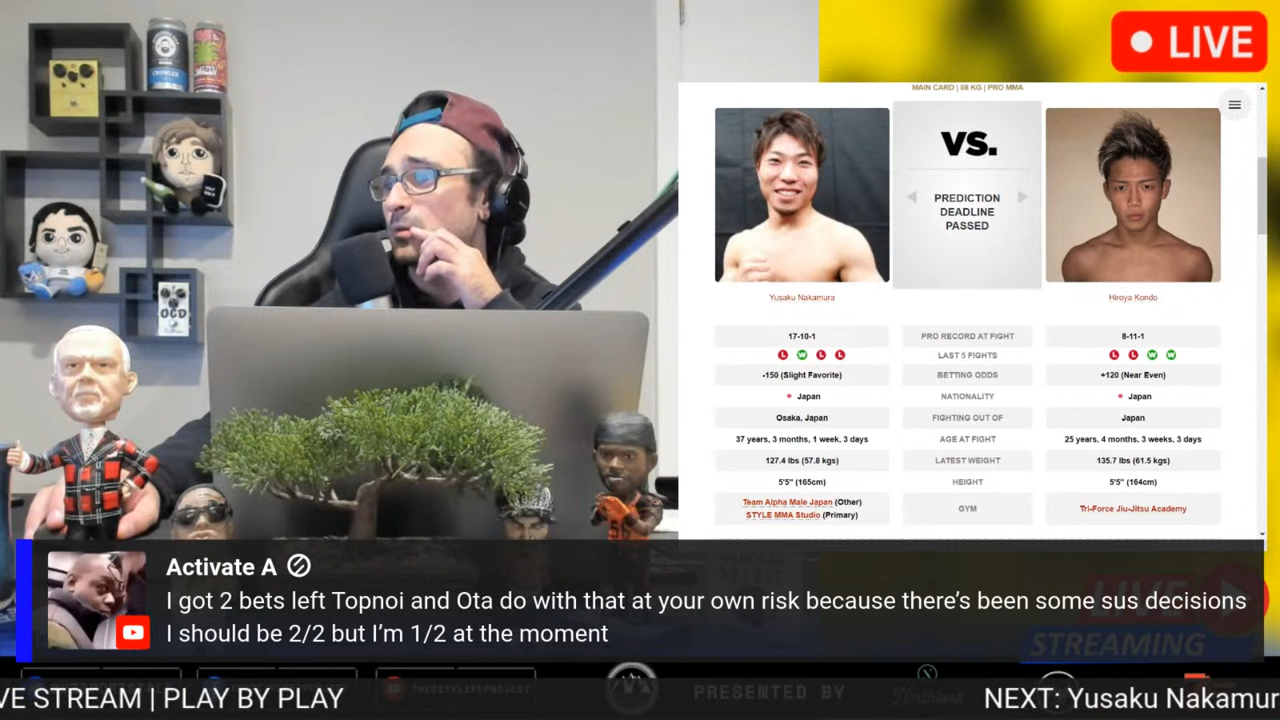 LIVE
MAIN CARD | 58 KG | PRO MMA
VS.
PREDICTION
DEADLINE
PASSED
Yusaku Nakamura
Hiroya Kondo
17-10-1
PRO RECORD AT FIGHT
8-11-1
L W L L
LAST 5 FIGHTS
L L W W
-150 (Slight Favorite)
BETTING ODDS
+120 (Near Even)
Japan
NATIONALITY
Japan
Osaka, Japan
FIGHTING OUT OF
Japan
37 years, 3 months, 1 week, 3 days
AGE AT FIGHT
25 years, 4 months, 3 weeks, 3 days
127.4 lbs (57.8 kgs)
LATEST WEIGHT
135.7 lbs (61.5 kgs)
5'5" (165cm)
HEIGHT
5'5" (164cm)
Team Alpha Male Japan (Other)
STYLE MMA Studio (Primary)
GYM
Tri-Force Jiu-Jitsu Academy
CROWLER
OCD
Activate A
I got 2 bets left Topnoi and Ota do with that at your own risk because there's been some sus decisions
I should be 2/2 but I'm 1/2 at the moment
LIVE
STREAMING
THECITYLIFEPROJECT
PRESENTED BY
Northland
VE STREAM | PLAY BY PLAY
NEXT: Yusaku Nakamur